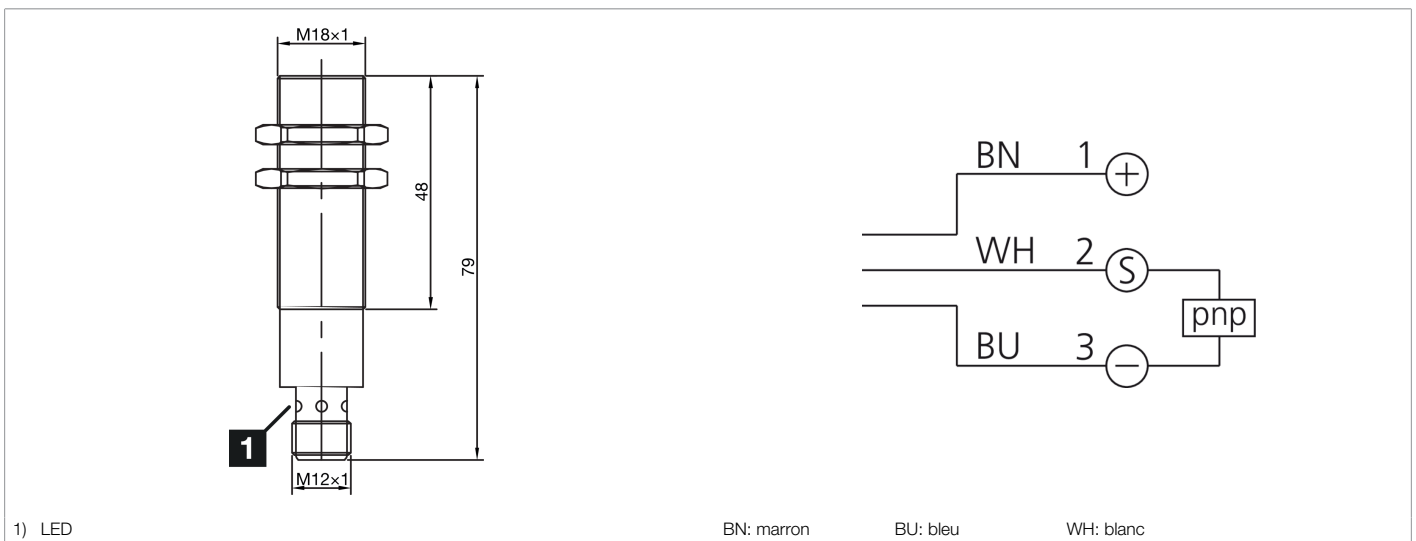 M18×1
48
79
1
M12×1
BN 1
+
WH 2
S
pnp
BU 3
−
1) LED
BN: marron BU: bleu WH: blanc